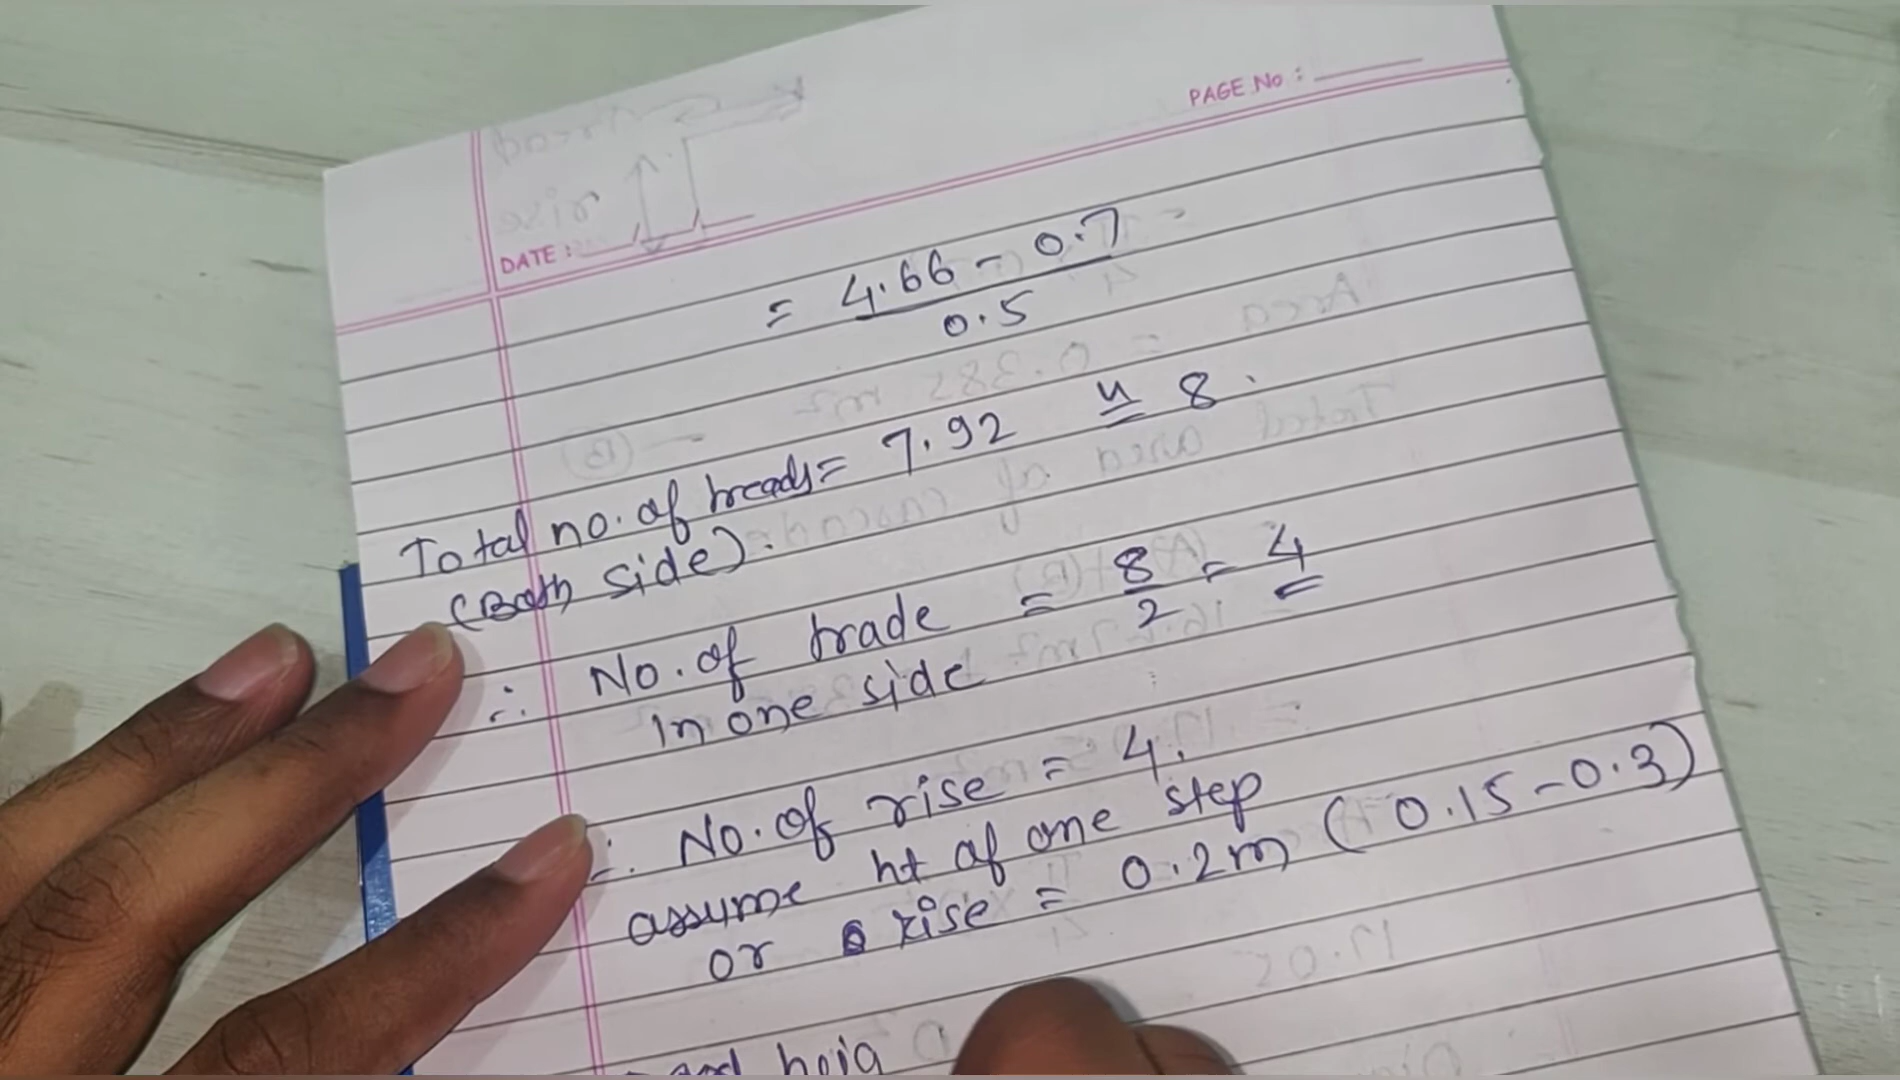 PAGE No :
DATE :
= 4.66 - 0.7
0.5
Total no. of treads = 7.92 ≃ 8.
(Both side).
∴ No. of trade = 8/2 = 4
in one side
∴ No. of rise = 4.
assume ht of one step
or rise = 0.2m (0.15-0.3)